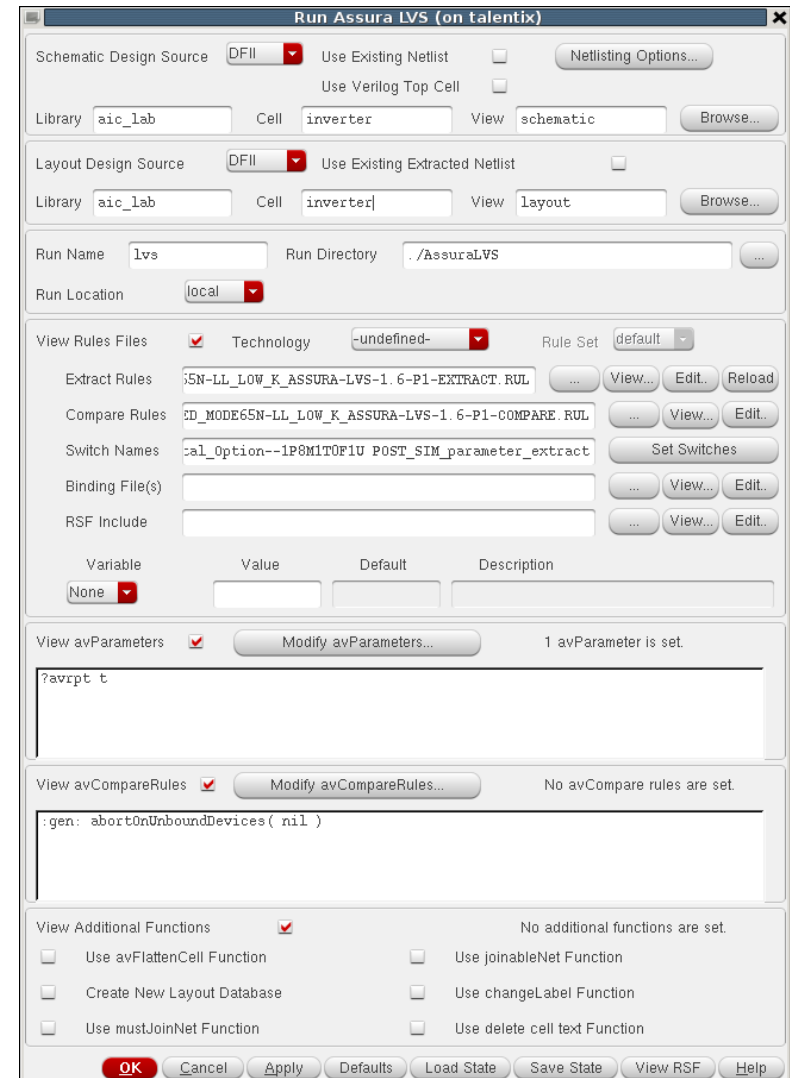 Run Assura LVS (on talentix)
Schematic Design Source DFII Use Existing Netlist Netlisting Options...
Use Verilog Top Cell
Library aic_lab Cell inverter View schematic Browse...
Layout Design Source DFII Use Existing Extracted Netlist
Library aic_lab Cell inverter View layout Browse...
Run Name lvs Run Directory ./AssuraLVS ...
Run Location local
View Rules Files Technology -undefined- Rule Set default
Extract Rules 65N-LL_LOW_K_ASSURA-LVS-1.6-P1-EXTRACT.RUL ... View... Edit.. Reload
Compare Rules ED_MODE65N-LL_LOW_K_ASSURA-LVS-1.6-P1-COMPARE.RUL ... View... Edit..
Switch Names cal_Option--1P8M1T0F1U POST_SIM_parameter_extract Set Switches
Binding File(s) ... View... Edit..
RSF Include ... View... Edit..
Variable Value Default Description
None
View avParameters Modify avParameters... 1 avParameter is set.
?avrpt t
View avCompareRules Modify avCompareRules... No avCompare rules are set.
:gen: abortOnUnboundDevices( nil )
View Additional Functions No additional functions are set.
Use avFlattenCell Function Use joinableNet Function
Create New Layout Database Use changeLabel Function
Use mustJoinNet Function Use delete cell text Function
OK Cancel Apply Defaults Load State Save State View RSF Help